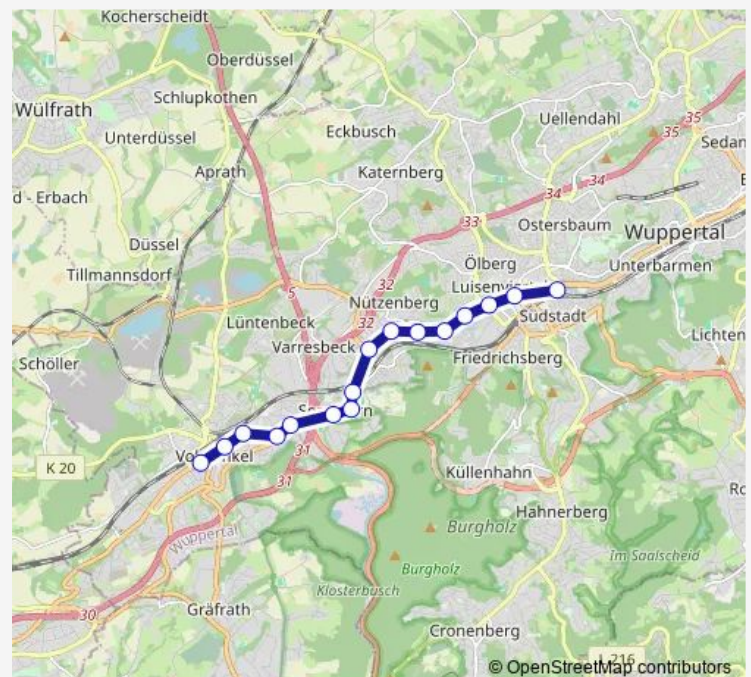 Kocherscheidt
Oberdüssel
Wülfrath
Schlupkothen
Uellendahl
35
35
Eckbusch
Unterdüssel
Sedan
34
34
Aprath
Katernberg
d - Erbach
33
Ostersbaum
Wuppertal
Düssel
Ölberg
Unterbarmen
Tillmannsdorf
5
32
Nützenberg
Südstadt
Lüntenbeck
32
Varresbeck
Friedrichsberg
Lichten
Schöller
31
K 20
31
Küllenhahn
Hahnerberg
Wuppertal
Burgholz
Im Saalscheid
Burgholz
Klosterbusch
30
Gräfrath
Cronenberg
L 216
© OpenStreetMap contributors